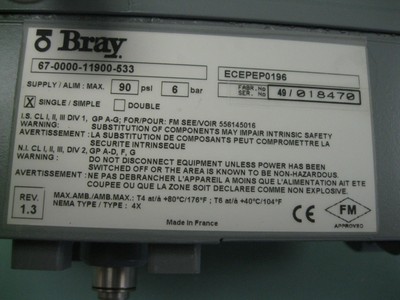 Bray
67-0000-11900-533
ECEPEP0196
SUPPLY / ALIM : MAX. 90 psi 6 bar
FABR. No
SER. No 49/018470
X SINGLE / SIMPLE DOUBLE
I.S. CL I, II, III DIV 1, GP A-G; FOR/POUR: FM SEE/VOIR 556145016
WARNING: SUBSTITUTION OF COMPONENTS MAY IMPAIR INTRINSIC SAFETY
AVERTISSEMENT : LA SUBSTITUTION DE COMPOSANTS PEUT COMPROMETTRE LA
SECURITE INTRINSEQUE
N.I. CL I, II, III DIV 2, GP A-D, F, G
WARNING: DO NOT DISCONNECT EQUIPMENT UNLESS POWER HAS BEEN
SWITCHED OFF OR THE AREA IS KNOWN TO BE NON-HAZARDOUS.
AVERTISSEMENT: NE PAS DEBRANCHER L'APPAREIL A MOINS QUE L'ALIMENTATION AIT ETE
COUPEE OU QUE LA ZONE SOIT DECLAREE COMME NON EXPLOSIVE.
REV. 1.3
MAX.AMB./AMB.MAX.: T4 at/à +80°C/176°F ; T6 at/à +40°C/104°F
NEMA TYPE / TYPE : 4X
Made in France
CE
FM
APPROVED